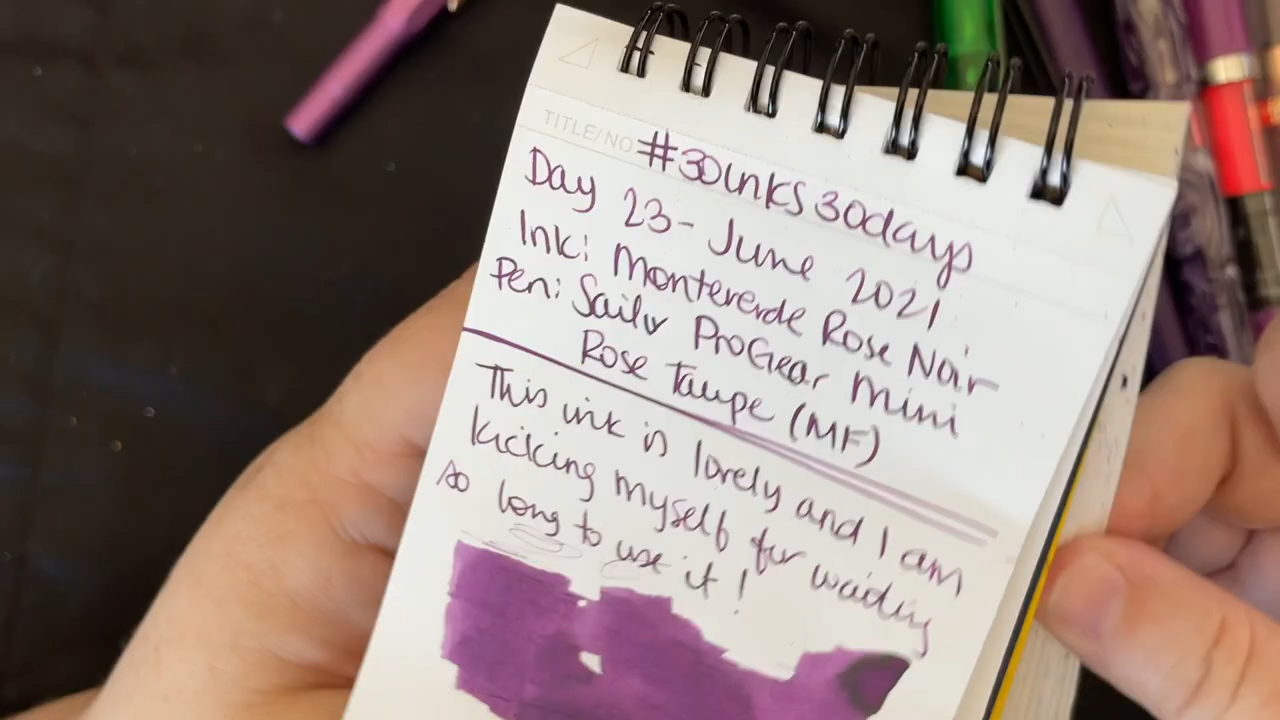 TITLE/NO
#30inks30days
Day 23 - June 2021
Ink: Monteverde Rose Noir
Pen: Sailor ProGear Mini
Rose Taupe (MF)
This ink is lovely and I am
kicking myself for waiting
so long to use it!